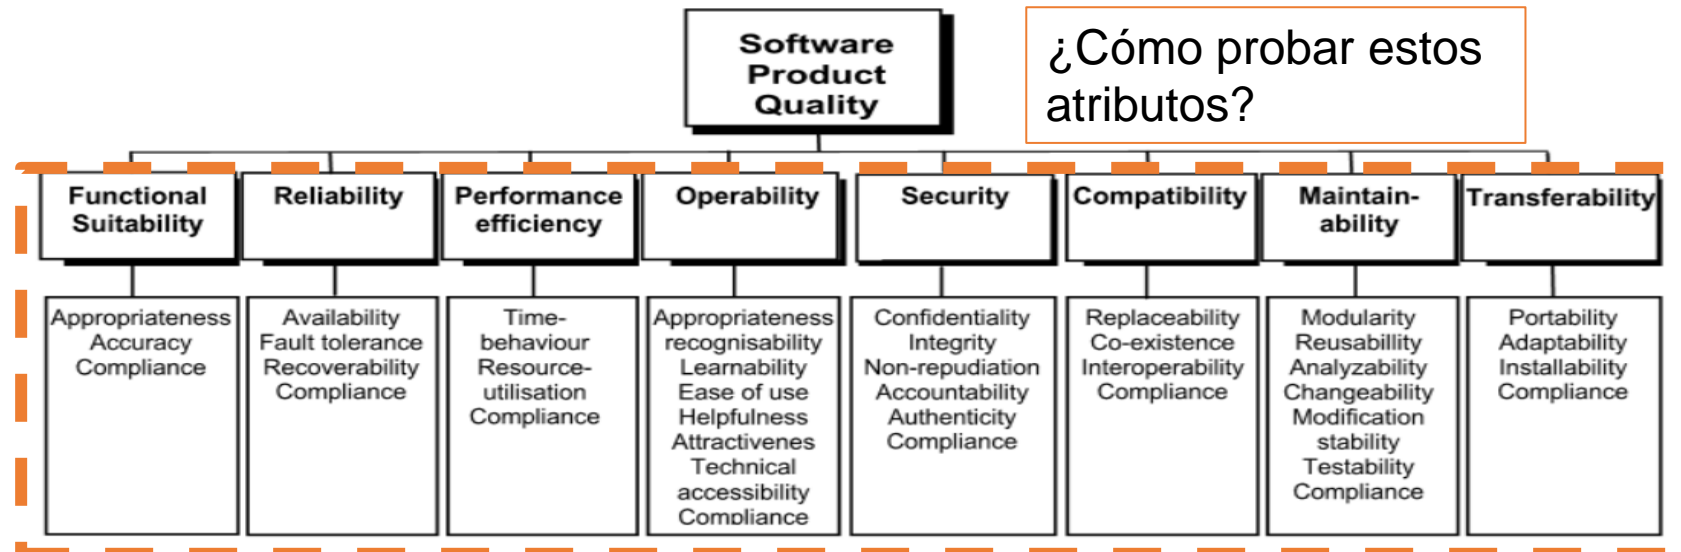 Software
Product
Quality
¿Cómo probar estos
atributos?
Functional
Suitability
Reliability
Performance
efficiency
Operability
Security
Compatibility
Maintain-
ability
Transferability
Appropriateness
Accuracy
Compliance
Availability
Fault tolerance
Recoverability
Compliance
Time-
behaviour
Resource-
utilisation
Compliance
Appropriateness
recognisability
Learnability
Ease of use
Helpfulness
Attractivenes
Technical
accessibility
Compliance
Confidentiality
Integrity
Non-repudiation
Accountability
Authenticity
Compliance
Replaceability
Co-existence
Interoperability
Compliance
Modularity
Reusabillity
Analyzability
Changeability
Modification
stability
Testability
Compliance
Portability
Adaptability
Installability
Compliance